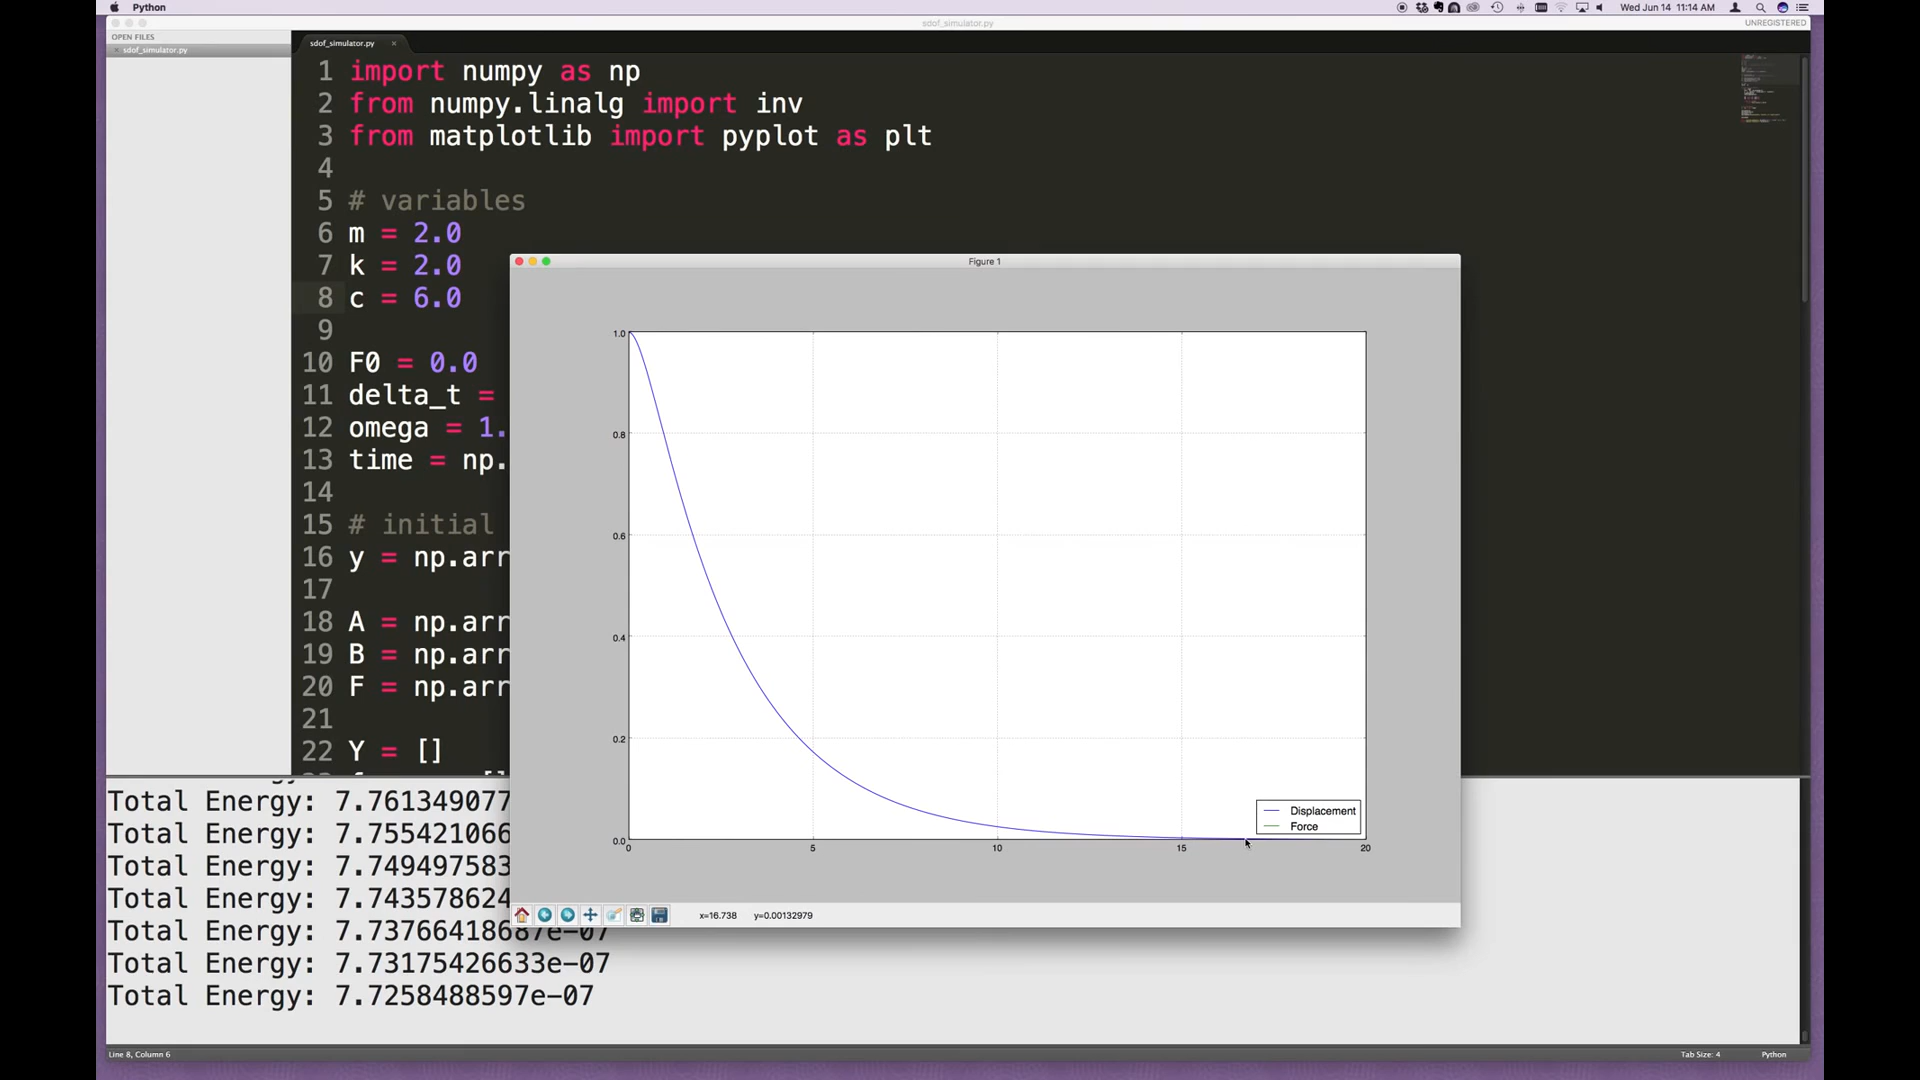 Python
Wed Jun 14 11:14 AM
sdof_simulator.py
UNREGISTERED
OPEN FILES
sdof_simulator.py
sdof_simulator.py
1 import numpy as np
2 from numpy.linalg import inv
3 from matplotlib import pyplot as plt
4
5 # variables
6 m = 2.0
7 k = 2.0
8 c = 6.0
9
10 F0 = 0.0
11 delta_t =
12 omega = 1.
13 time = np.
14
15 # initial
16 y = np.arr
17
18 A = np.arr
19 B = np.arr
20 F = np.arr
21
22 Y = []
Figure 1
1.0
0.8
0.6
0.4
0.2
0.0
0 5 10 15 20
Displacement
Force
x=16.738 y=0.00132979
Total Energy: 7.761349077
Total Energy: 7.755421066
Total Energy: 7.749497583
Total Energy: 7.743578624
Total Energy: 7.73766418687e-07
Total Energy: 7.73175426633e-07
Total Energy: 7.7258488597e-07
Line 8, Column 6
Tab Size: 4
Python